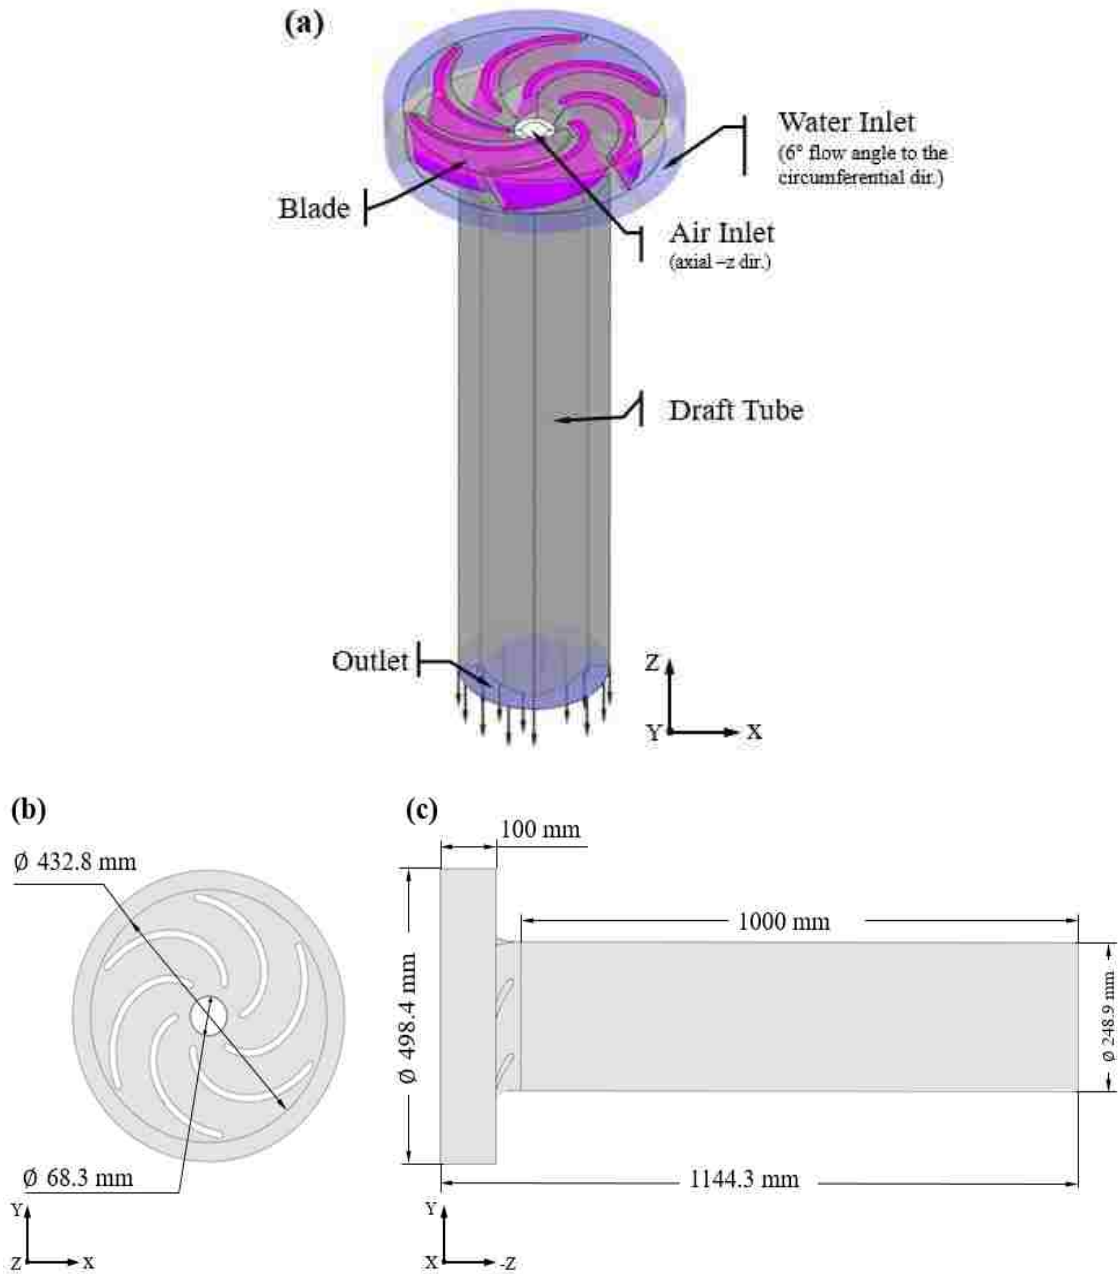 (a)
Water Inlet
(6° flow angle to the
circumferential dir.)
Blade
Air Inlet
(axial –z dir.)
Draft Tube
Outlet
Z
Y
X
(b)
(c)
100 mm
Ø 432.8 mm
1000 mm
Ø 498.4 mm
Ø 248.9 mm
Ø 68.3 mm
1144.3 mm
Y
Z
X
Y
X
-Z